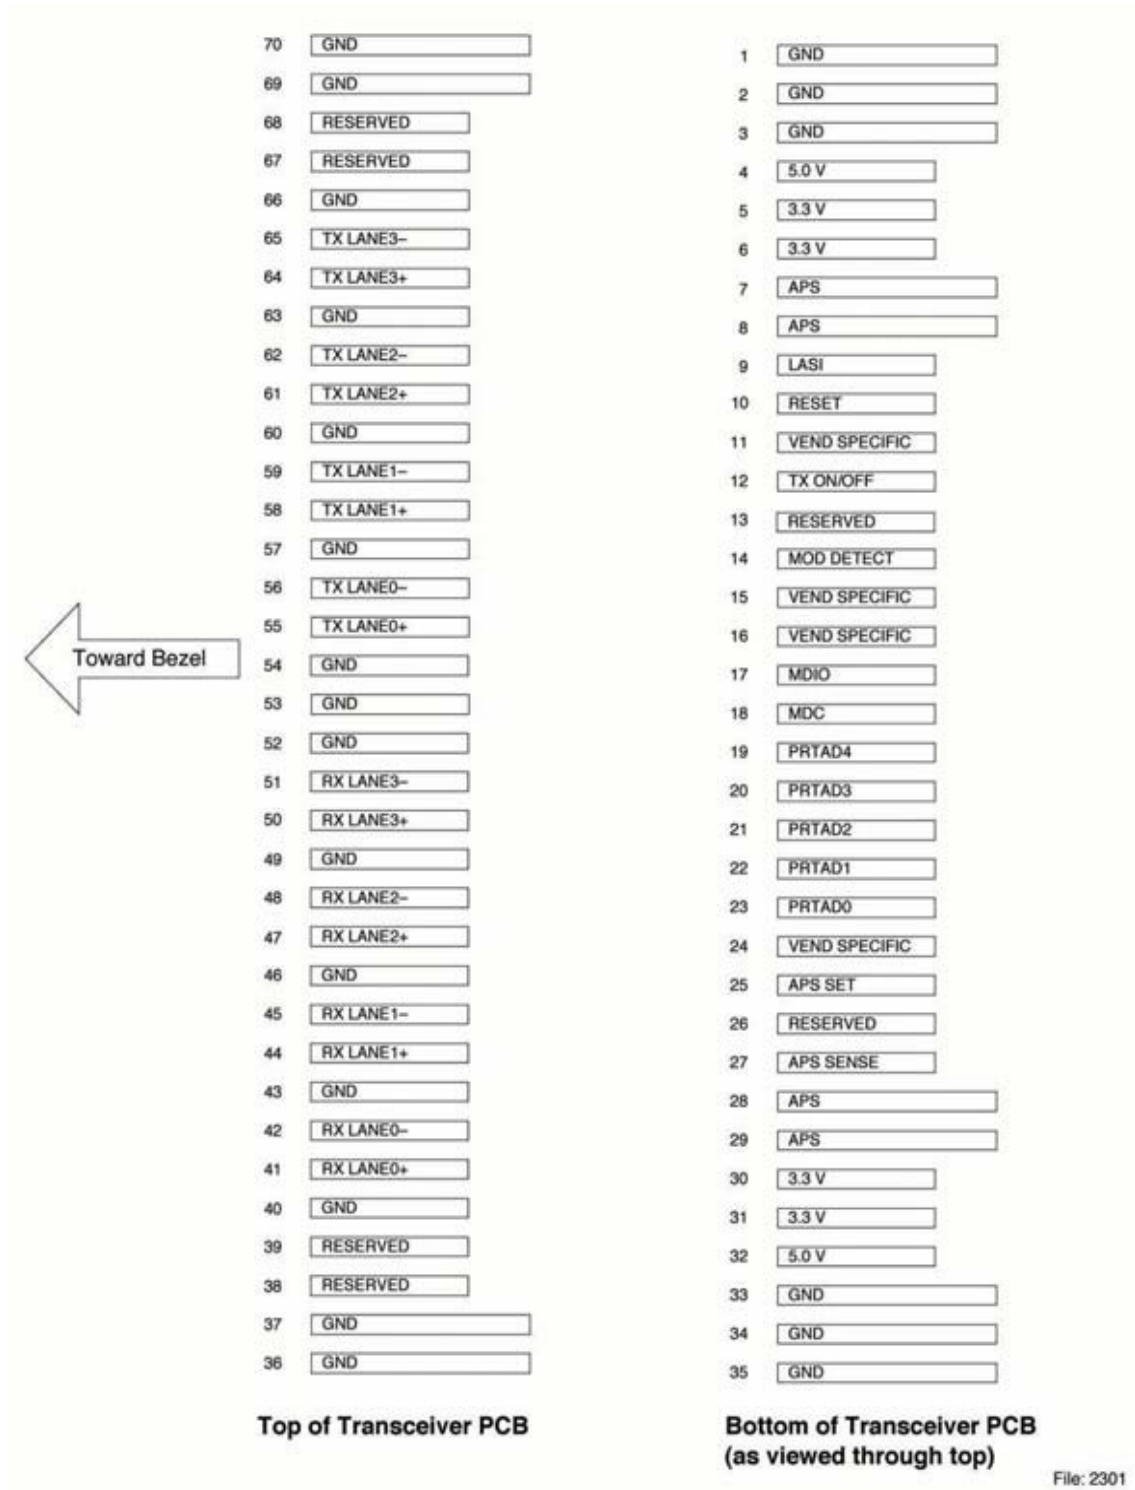 70 GND
69 GND
68 RESERVED
67 RESERVED
66 GND
65 TX LANE3–
64 TX LANE3+
63 GND
62 TX LANE2–
61 TX LANE2+
60 GND
59 TX LANE1–
58 TX LANE1+
57 GND
56 TX LANE0–
55 TX LANE0+
Toward Bezel
54 GND
53 GND
52 GND
51 RX LANE3–
50 RX LANE3+
49 GND
48 RX LANE2–
47 RX LANE2+
46 GND
45 RX LANE1–
44 RX LANE1+
43 GND
42 RX LANE0–
41 RX LANE0+
40 GND
39 RESERVED
38 RESERVED
37 GND
36 GND
Top of Transceiver PCB
1 GND
2 GND
3 GND
4 5.0 V
5 3.3 V
6 3.3 V
7 APS
8 APS
9 LASI
10 RESET
11 VEND SPECIFIC
12 TX ON/OFF
13 RESERVED
14 MOD DETECT
15 VEND SPECIFIC
16 VEND SPECIFIC
17 MDIO
18 MDC
19 PRTAD4
20 PRTAD3
21 PRTAD2
22 PRTAD1
23 PRTAD0
24 VEND SPECIFIC
25 APS SET
26 RESERVED
27 APS SENSE
28 APS
29 APS
30 3.3 V
31 3.3 V
32 5.0 V
33 GND
34 GND
35 GND
Bottom of Transceiver PCB
(as viewed through top)
File: 2301